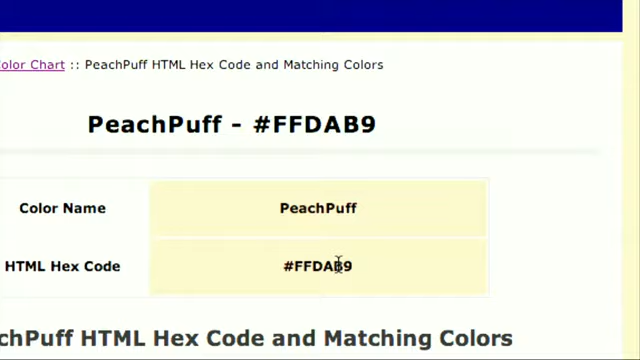 olor Chart :: PeachPuff HTML Hex Code and Matching Colors
PeachPuff - #FFDAB9
Color Name PeachPuff
HTML Hex Code #FFDAB9
chPuff HTML Hex Code and Matching Colors